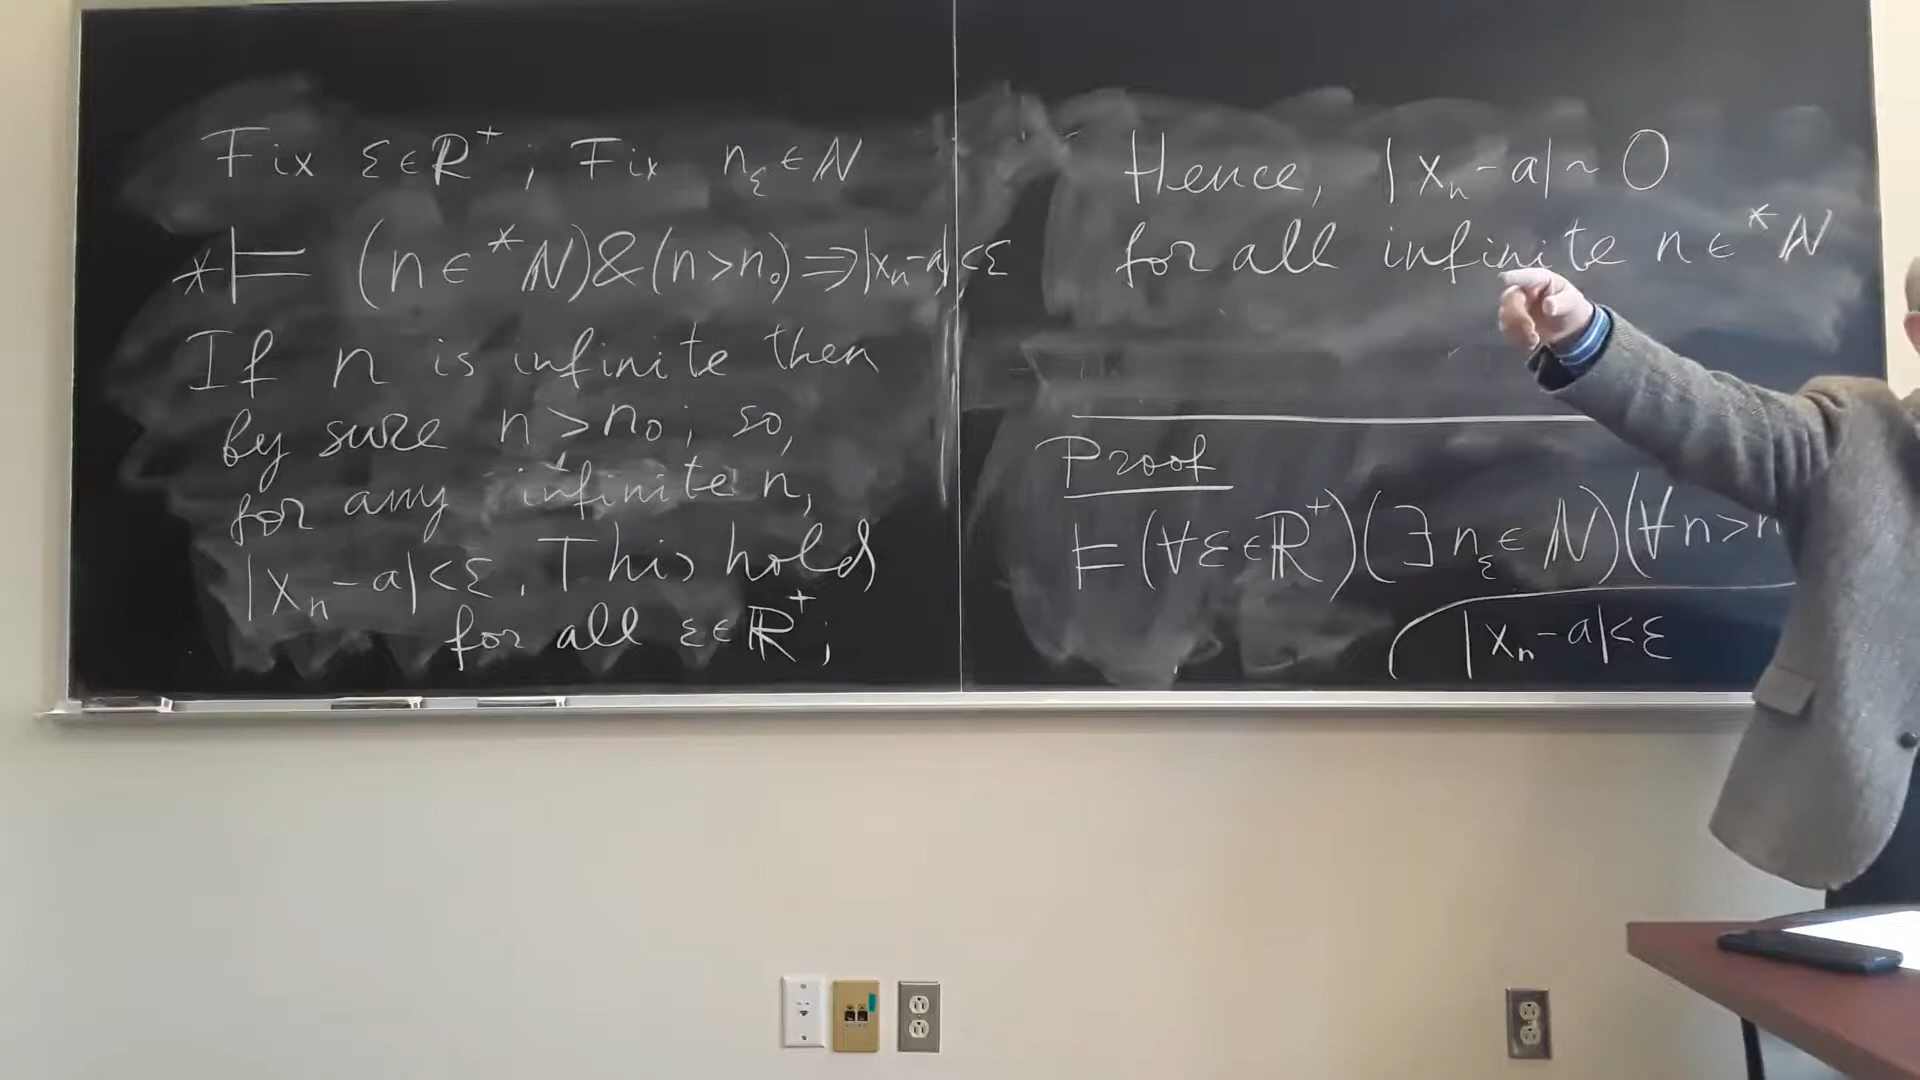 Fix ε∈ℝ⁺; Fix n_ε∈ℕ
*⊨ (n∈*ℕ)&(n>n₀)⇒|xₙ-a|<ε
If n is infinite then
by sure n>n₀; so,
for any infinite n,
|xₙ-a|<ε. This hold
for all ε∈ℝ⁺;
Hence, |xₙ-a|~0
for all infinite n∈*ℕ
Proof
⊨(∀ε∈ℝ⁺)(∃n_ε∈ℕ)(∀n>n
|xₙ-a|<ε